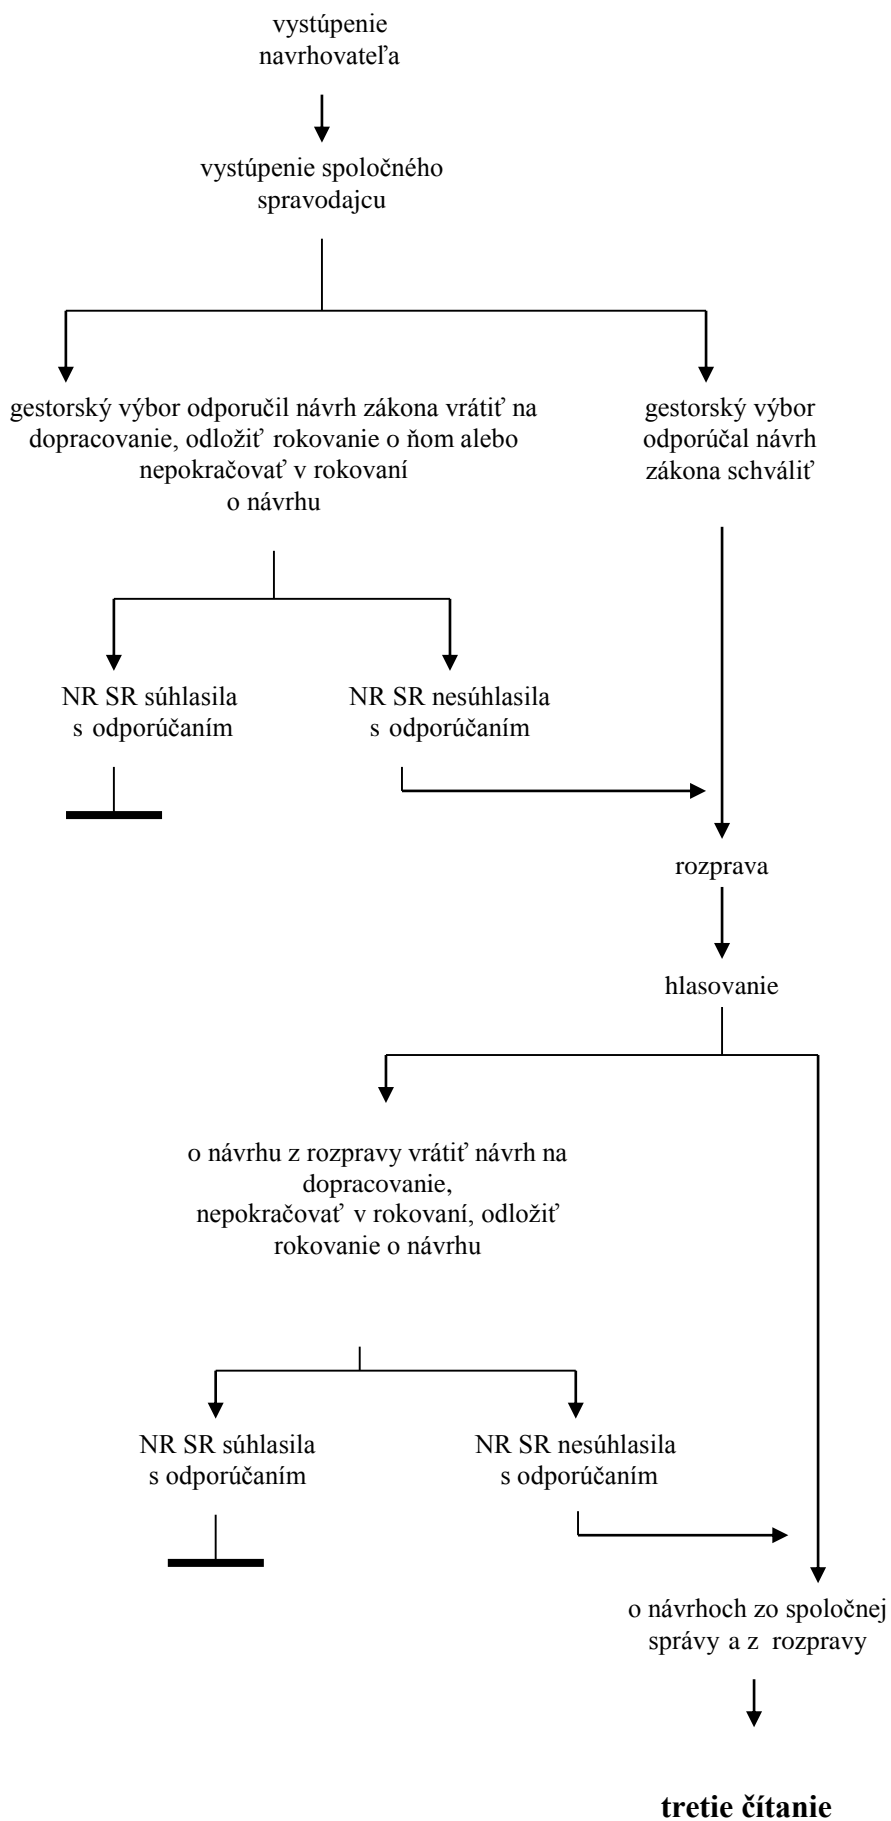 vystúpenie
navrhovateľa
vystúpenie spoločného
spravodajcu
gestorský výbor odporučil návrh zákona vrátiť na
dopracovanie, odložiť rokovanie o ňom alebo
nepokračovať v rokovaní
o návrhu
gestorský výbor
odporúčal návrh
zákona schváliť
NR SR súhlasila
s odporúčaním
NR SR nesúhlasila
s odporúčaním
rozprava
hlasovanie
o návrhu z rozpravy vrátiť návrh na
dopracovanie,
nepokračovať v rokovaní, odložiť
rokovanie o návrhu
NR SR súhlasila
s odporúčaním
NR SR nesúhlasila
s odporúčaním
o návrhoch zo spoločnej
správy a z rozpravy
tretie čítanie